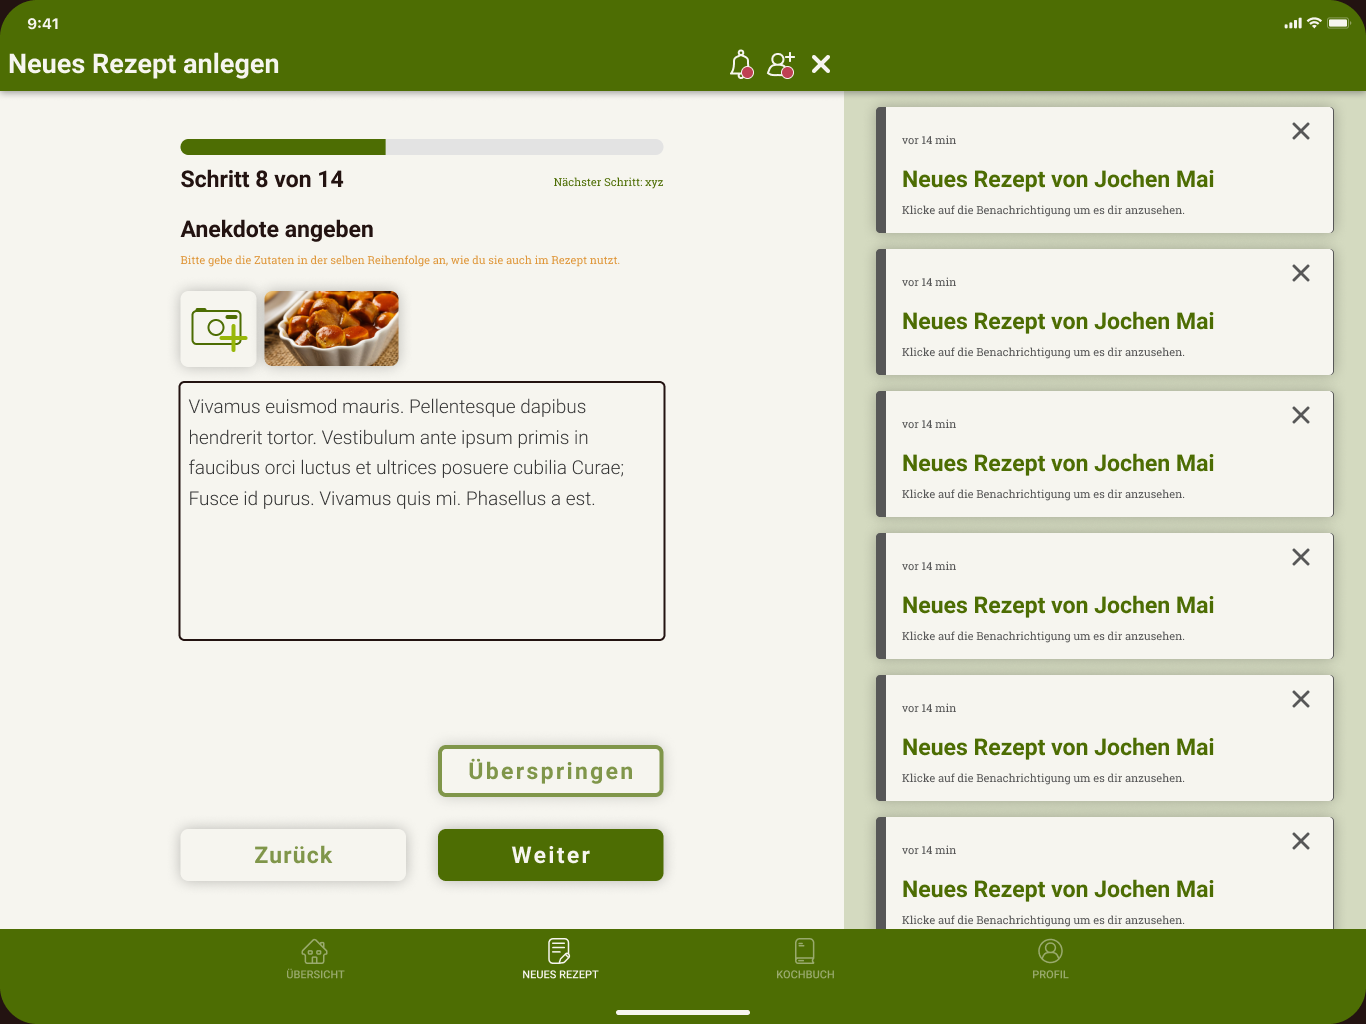 9:41
Neues Rezept anlegen
Schritt 8 von 14
Nächster Schritt: xyz
Anekdote angeben
Bitte gebe die Zutaten in der selben Reihenfolge an, wie du sie auch im Rezept nutzt.
Vivamus euismod mauris. Pellentesque dapibus
hendrerit tortor. Vestibulum ante ipsum primis in
faucibus orci luctus et ultrices posuere cubilia Curae;
Fusce id purus. Vivamus quis mi. Phasellus a est.
Überspringen
Zurück
Weiter
vor 14 min
Neues Rezept von Jochen Mai
Klicke auf die Benachrichtigung um es dir anzusehen.
vor 14 min
Neues Rezept von Jochen Mai
Klicke auf die Benachrichtigung um es dir anzusehen.
vor 14 min
Neues Rezept von Jochen Mai
Klicke auf die Benachrichtigung um es dir anzusehen.
vor 14 min
Neues Rezept von Jochen Mai
Klicke auf die Benachrichtigung um es dir anzusehen.
vor 14 min
Neues Rezept von Jochen Mai
Klicke auf die Benachrichtigung um es dir anzusehen.
vor 14 min
Neues Rezept von Jochen Mai
Klicke auf die Benachrichtigung um es dir anzusehen.
ÜBERSICHT
NEUES REZEPT
KOCHBUCH
PROFIL